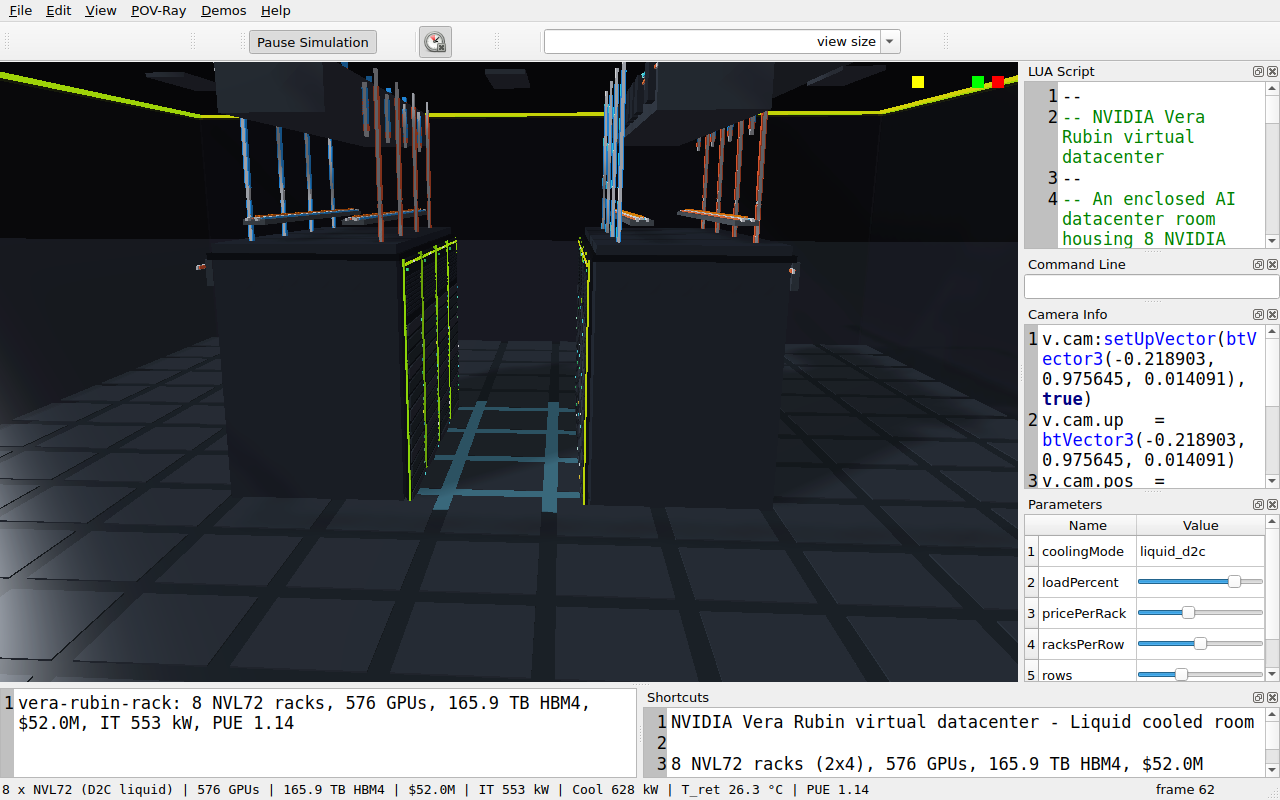 File Edit View POV-Ray Demos Help
Pause Simulation
view size
LUA Script
1 --
2 -- NVIDIA Vera
Rubin virtual
datacenter
3 --
4 -- An enclosed AI
datacenter room
housing 8 NVIDIA
Command Line
Camera Info
1 v.cam:setUpVector(btV
ector3(-0.218903,
0.975645, 0.014091),
true)
2 v.cam.up   =
btVector3(-0.218903,
0.975645, 0.014091)
3 v.cam.pos  =
Parameters
Name Value
1 coolingMode liquid_d2c
2 loadPercent
3 pricePerRack
4 racksPerRow
5 rows
1 vera-rubin-rack: 8 NVL72 racks, 576 GPUs, 165.9 TB HBM4,
$52.0M, IT 553 kW, PUE 1.14
Shortcuts
1 NVIDIA Vera Rubin virtual datacenter - Liquid cooled room
2
3 8 NVL72 racks (2x4), 576 GPUs, 165.9 TB HBM4, $52.0M
8 x NVL72 (D2C liquid) | 576 GPUs | 165.9 TB HBM4 | $52.0M | IT 553 kW | Cool 628 kW | T_ret 26.3 °C | PUE 1.14 frame 62